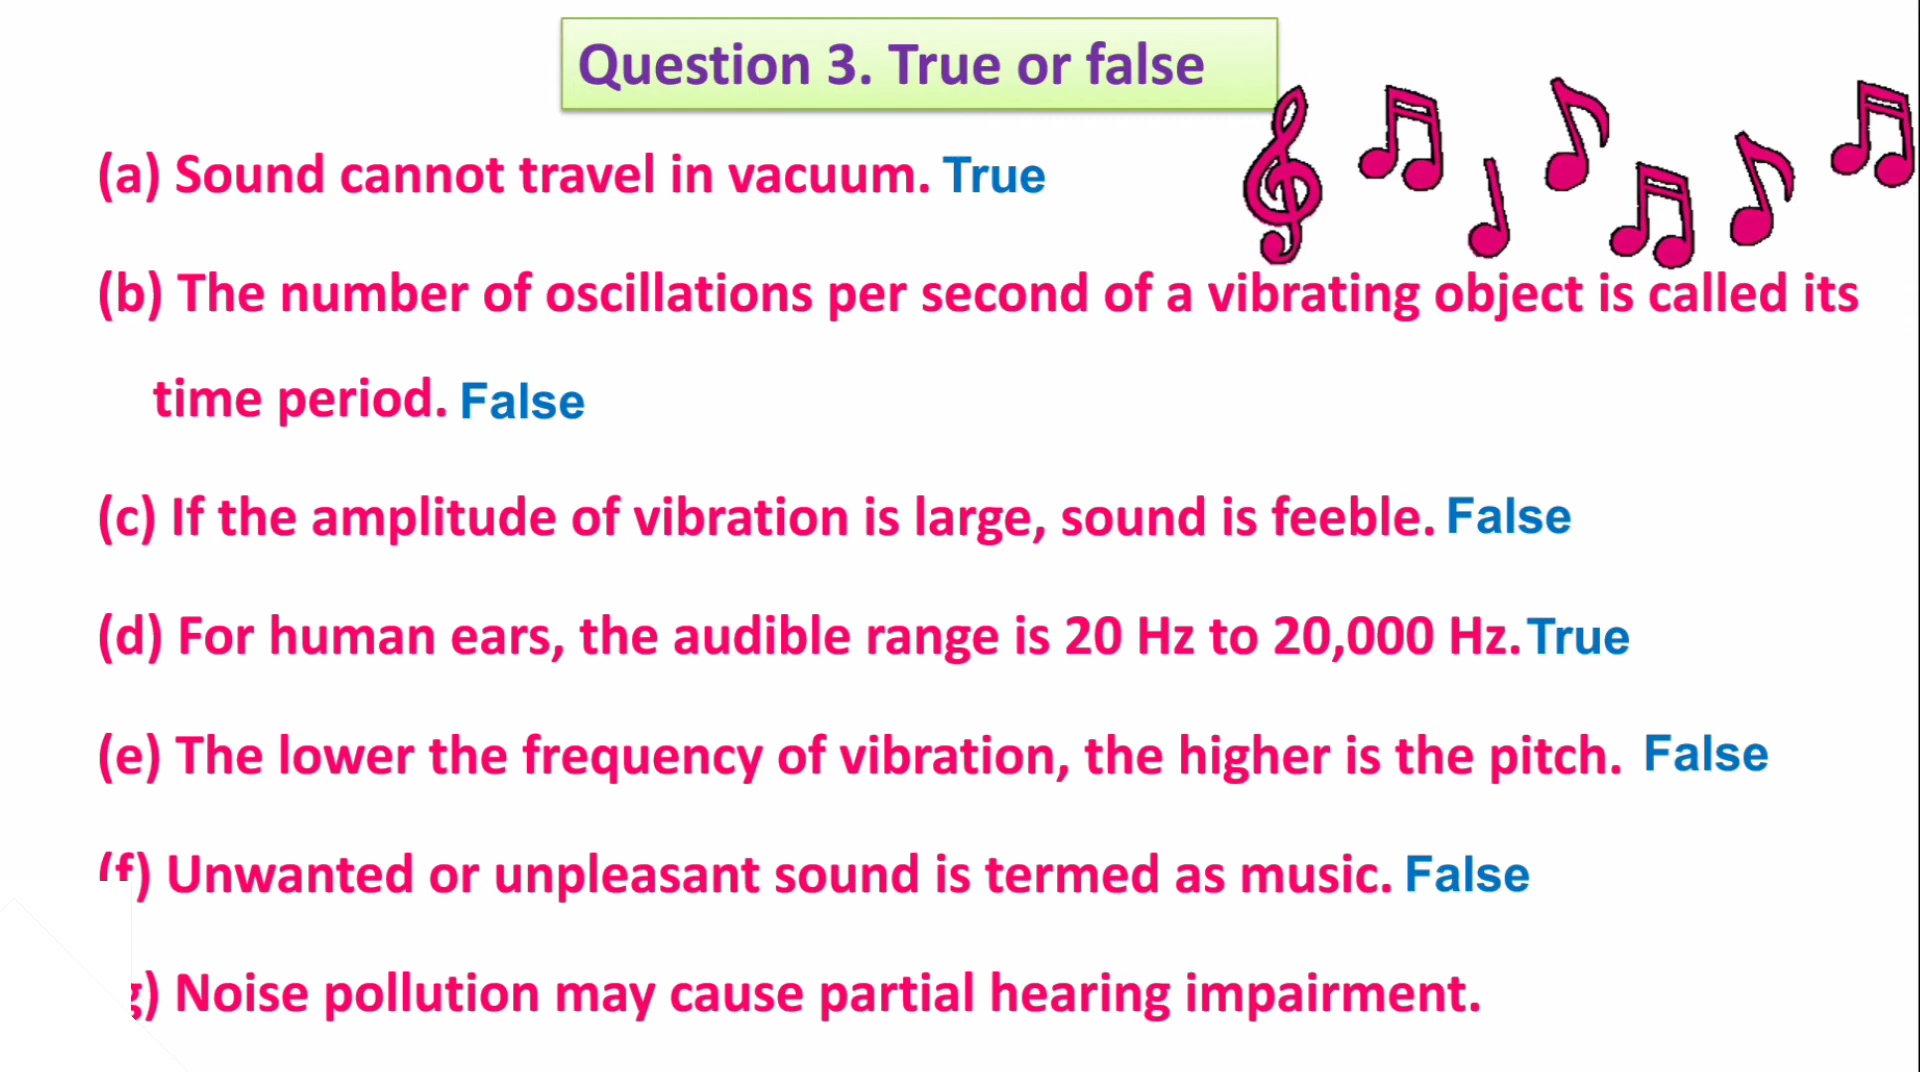 Question 3. True or false
(a) Sound cannot travel in vacuum. True
(b) The number of oscillations per second of a vibrating object is called its
time period. False
(c) If the amplitude of vibration is large, sound is feeble. False
(d) For human ears, the audible range is 20 Hz to 20,000 Hz. True
(e) The lower the frequency of vibration, the higher is the pitch. False
(f) Unwanted or unpleasant sound is termed as music. False
g) Noise pollution may cause partial hearing impairment.